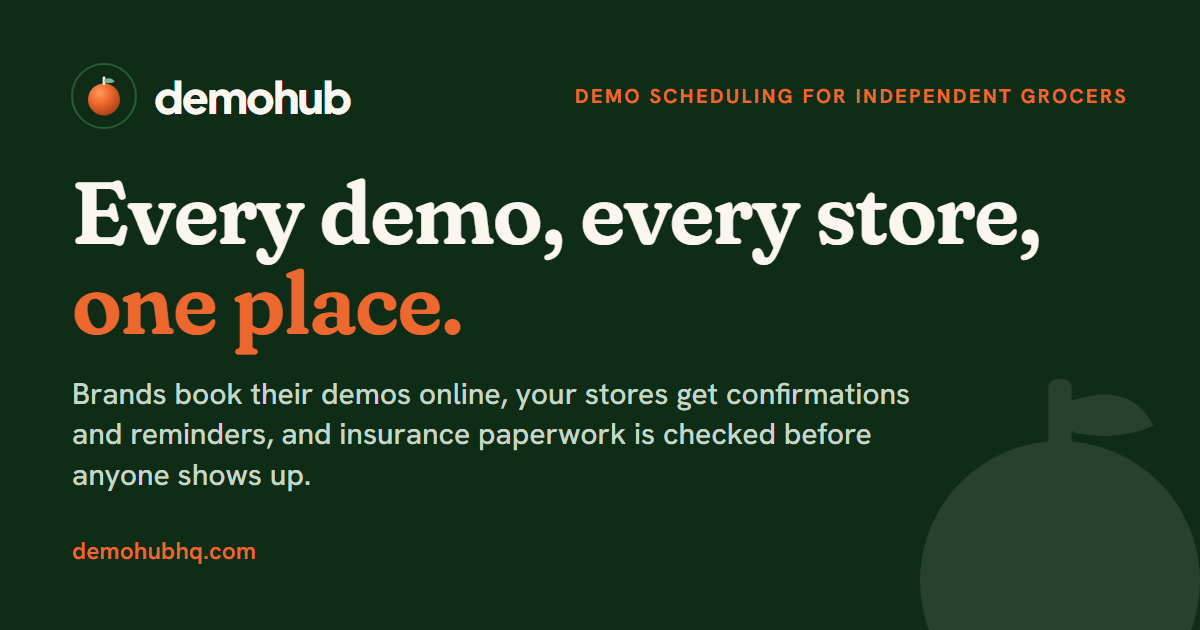 demohub
DEMO SCHEDULING FOR INDEPENDENT GROCERS
Every demo, every store,
one place.
Brands book their demos online, your stores get confirmations
and reminders, and insurance paperwork is checked before
anyone shows up.
demohubhq.com